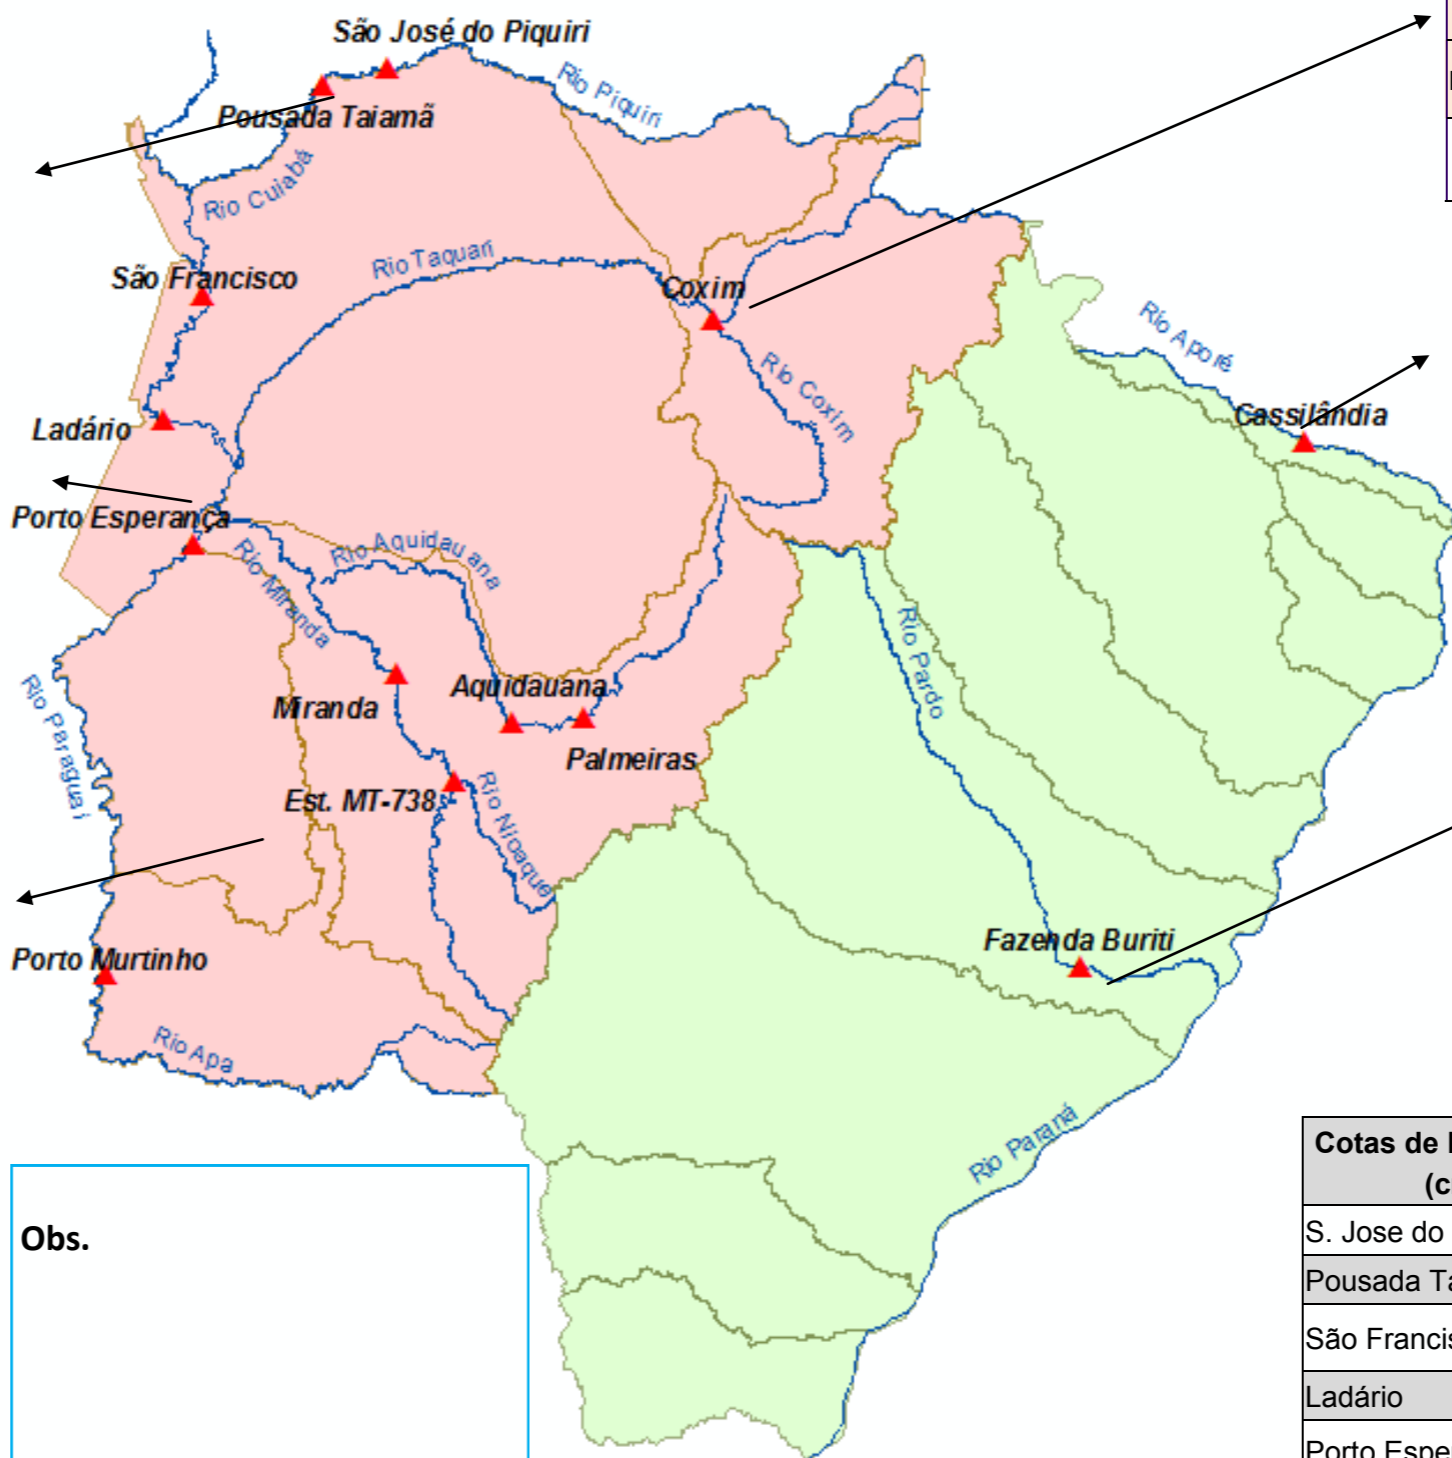 São José do Piquiri
Rio Piquiri
Pousada Taiamã
Rio Cuiabá
Rio Taquari
São Francisco
Coxim
Rio Aporé
Rio Coxim
Cassilândia
Ladário
Porto Esperança
Rio Aquidauana
Rio Miranda
Rio Pardo
Rio Paraguai
Aquidauana
Miranda
Palmeiras
Est. MT-738
Rio Nioaque
Fazenda Buriti
Porto Murtinho
Rio Apa
Rio Paraná
Obs.
Cotas de
(c
S. Jose do
Pousada Ta
São Francis
Ladário
Porto Espe